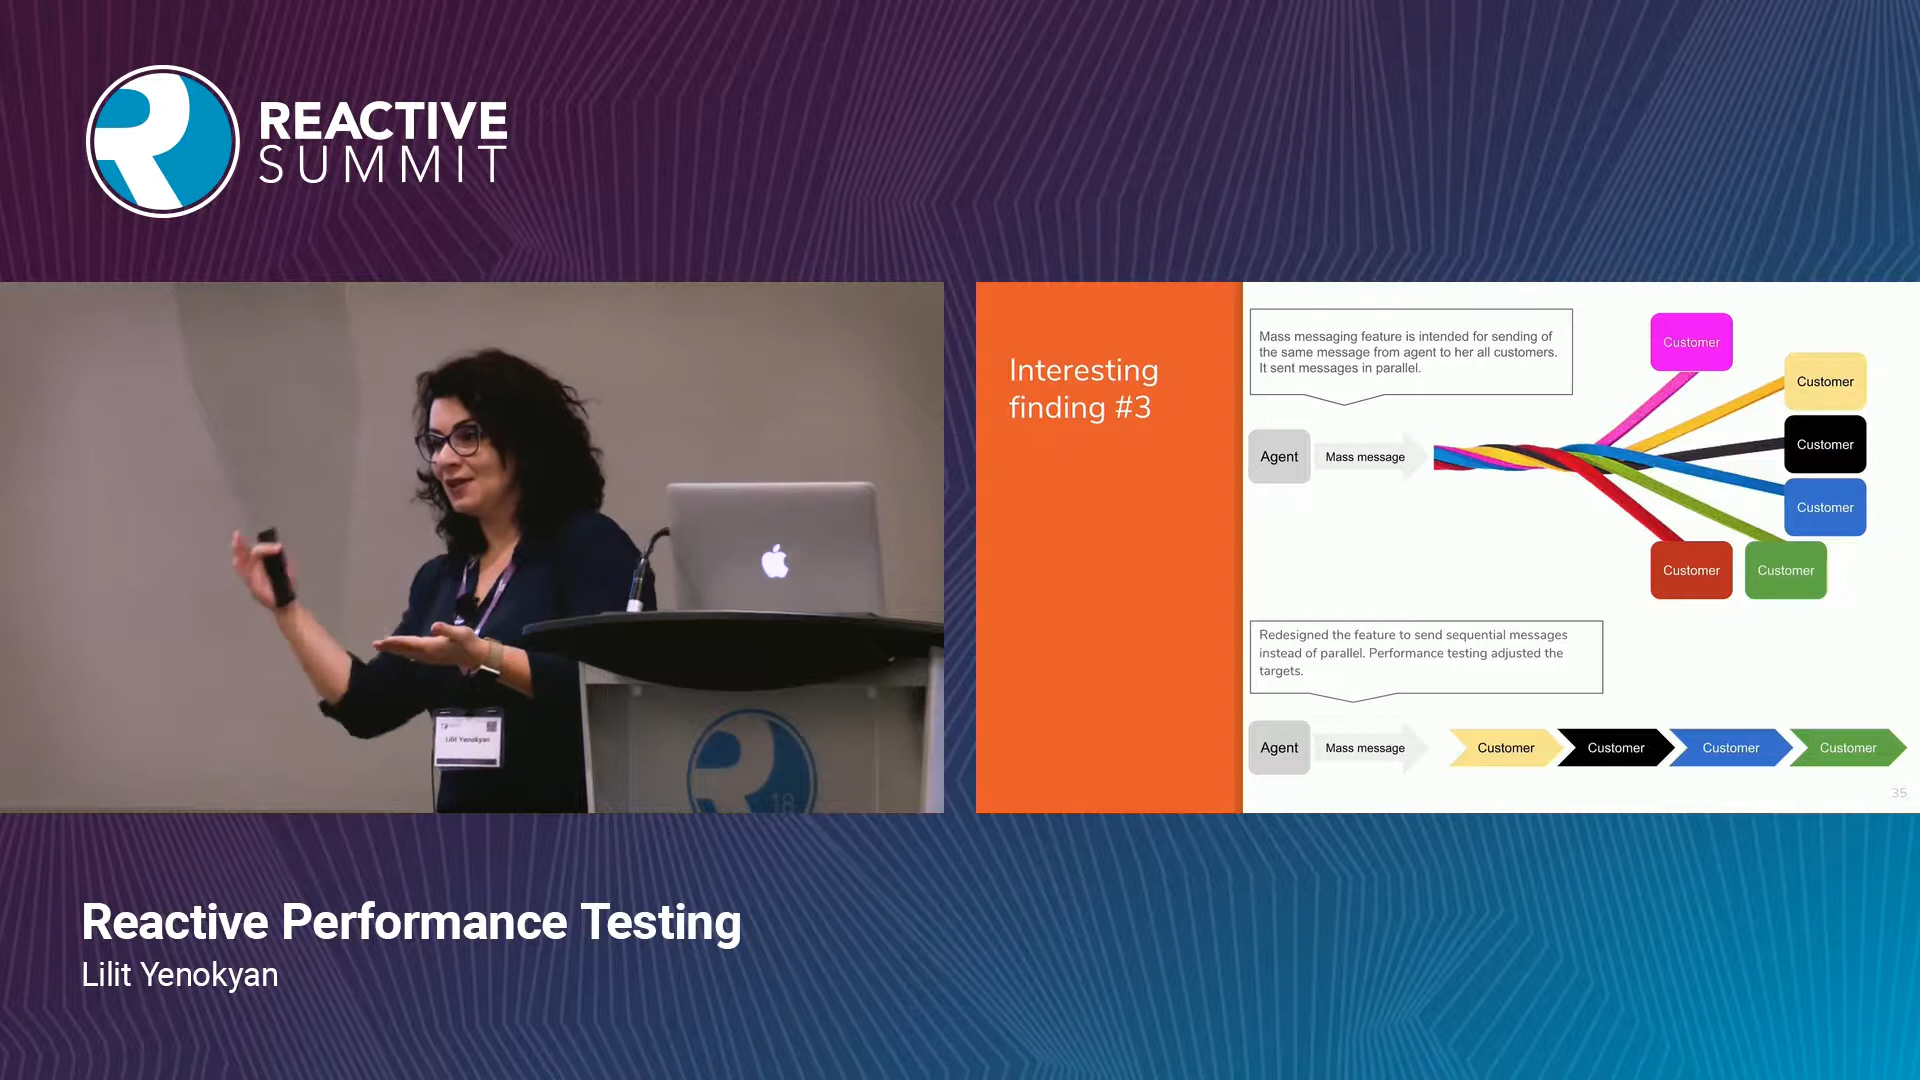 REACTIVE
SUMMIT
Interesting
finding #3
Mass messaging feature is intended for sending of
the same message from agent to her all customers.
It sent messages in parallel.
Agent
Mass message
Customer
Customer
Customer
Customer
Customer
Customer
Redesigned the feature to send sequential messages
instead of parallel. Performance testing adjusted the
targets.
Agent
Mass message
Customer
Customer
Customer
Customer
35
Lilit Yenokyan
18
Reactive Performance Testing
Lilit Yenokyan